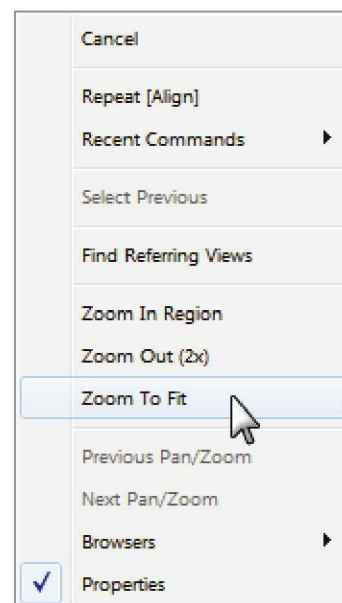 Cancel
Repeat [Align]
Recent Commands
Select Previous
Find Referring Views
Zoom In Region
Zoom Out (2x)
Zoom To Fit
Previous Pan/Zoom
Next Pan/Zoom
Browsers
Properties